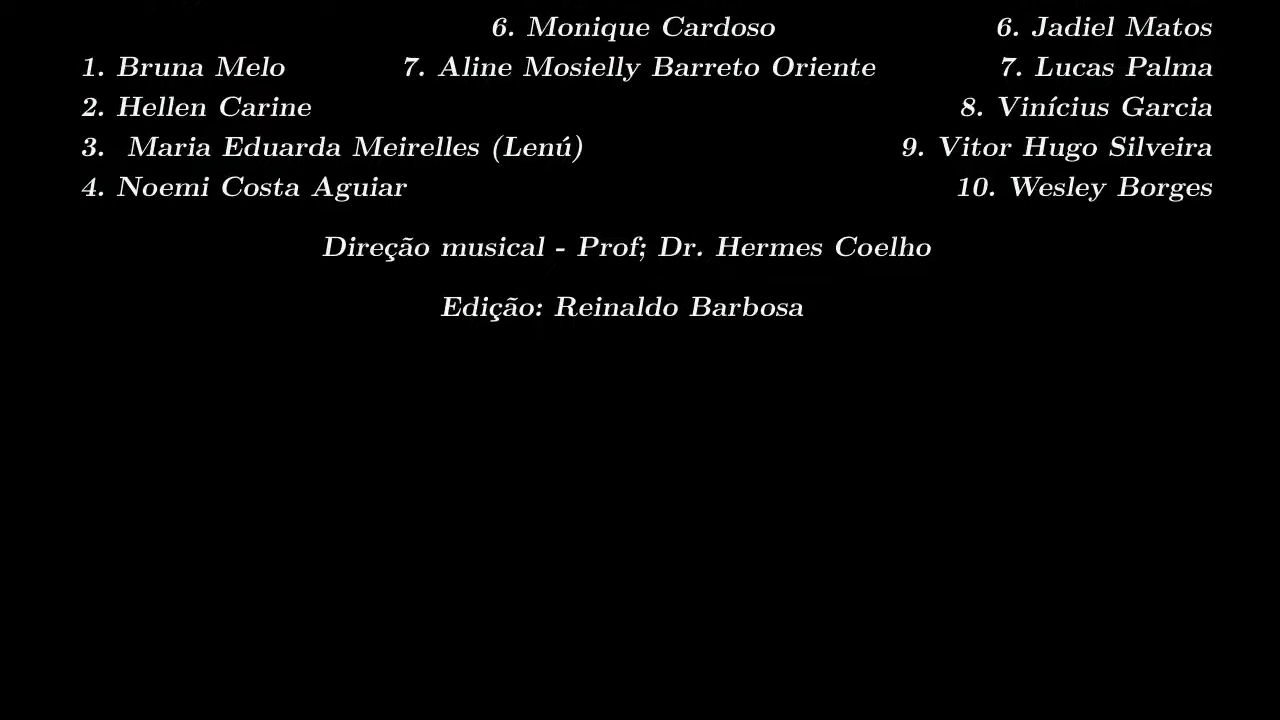 6. Monique Cardoso 6. Jadiel Matos
1. Bruna Melo 7. Aline Mosielly Barreto Oriente 7. Lucas Palma
2. Hellen Carine 8. Vinícius Garcia
3. Maria Eduarda Meirelles (Lenú) 9. Vitor Hugo Silveira
4. Noemi Costa Aguiar 10. Wesley Borges
Direção musical - Prof; Dr. Hermes Coelho
Edição: Reinaldo Barbosa